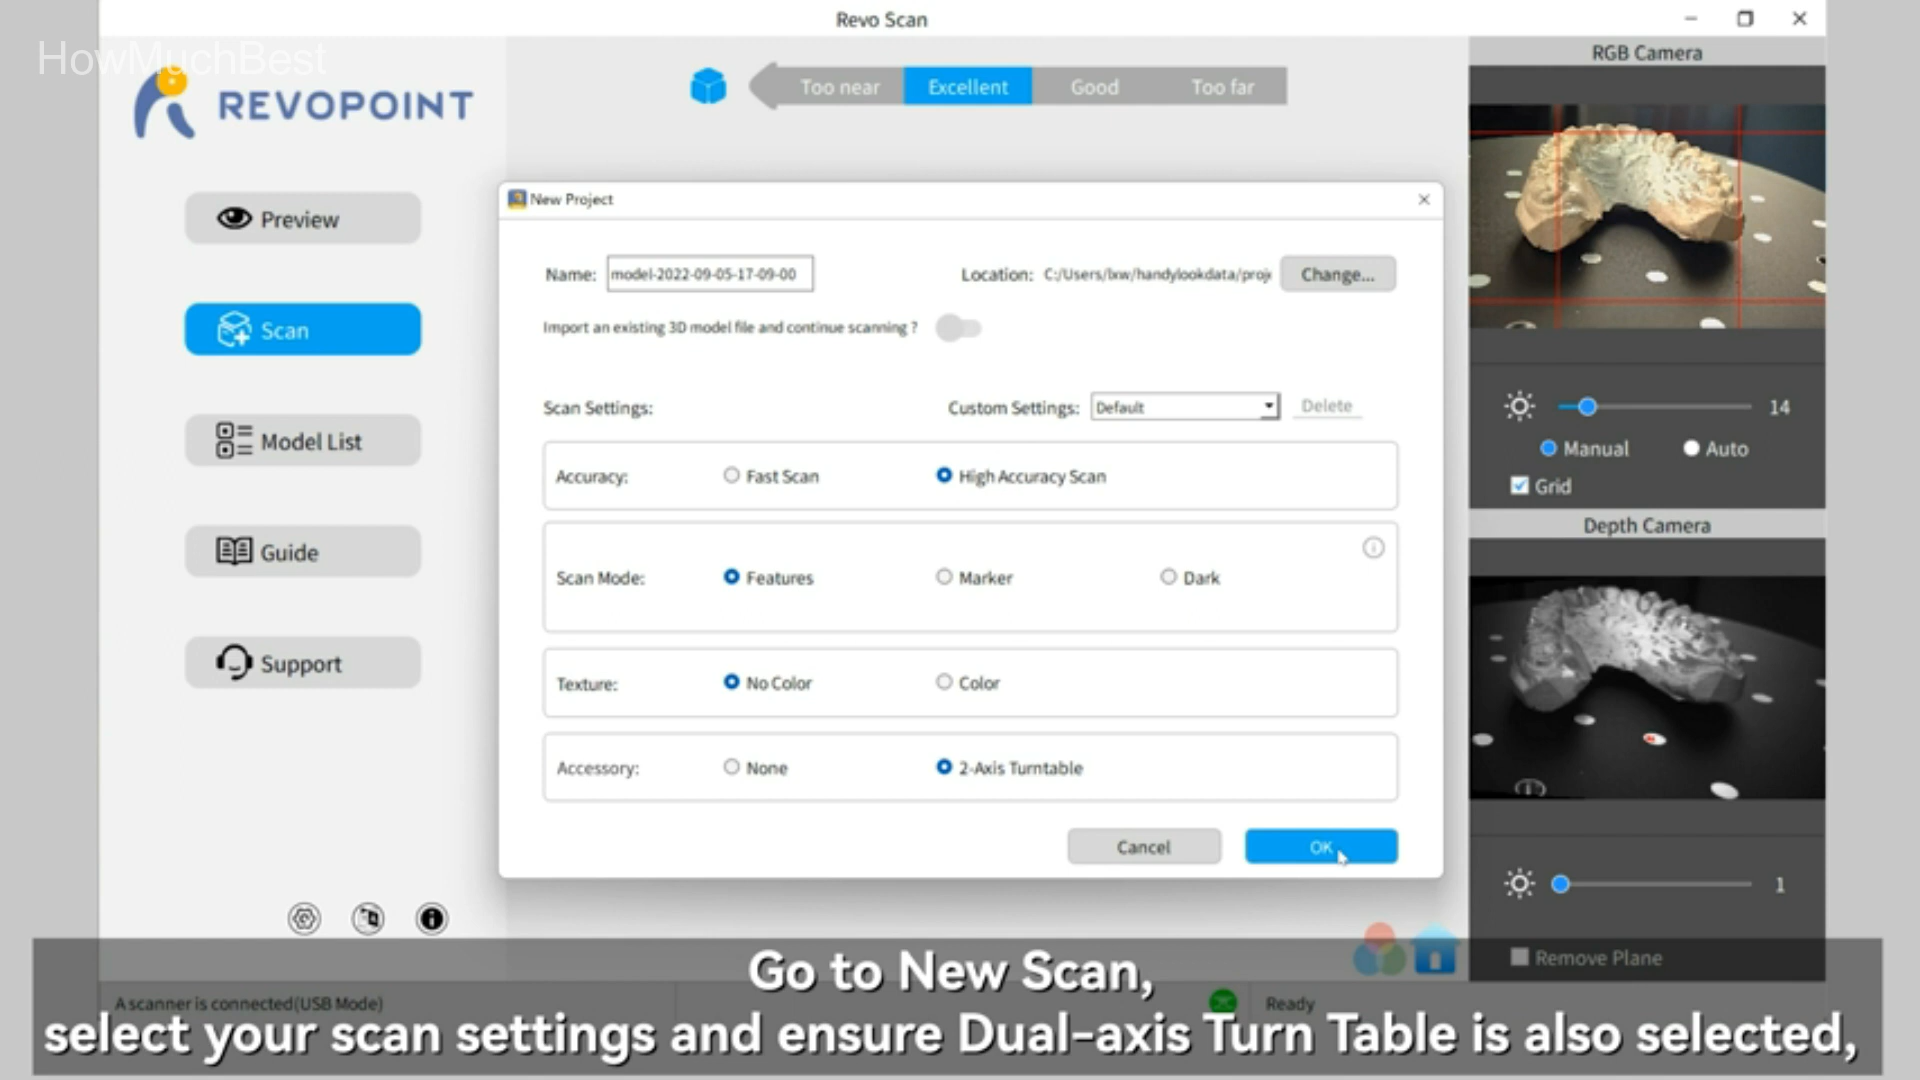 Revo Scan
HowMuchBest
REVOPOINT
Too near
Excellent
Good
Too far
RGB Camera
Preview
Scan
Model List
Guide
Support
New Project
Name: model-2022-09-05-17-09-00
Location: C:/Users/lxw/handylookdata/proj
Change...
Import an existing 3D model file and continue scanning ?
Scan Settings:
Custom Settings: Default
Delete
Accuracy: Fast Scan High Accuracy Scan
Scan Mode: Features Marker Dark
Texture: No Color Color
Accessory: None 2-Axis Turntable
Cancel
OK
14
Manual Auto
Grid
Depth Camera
1
Remove Plane
A scanner is connected(USB Mode)
Ready
Go to New Scan,
select your scan settings and ensure Dual-axis Turn Table is also selected,